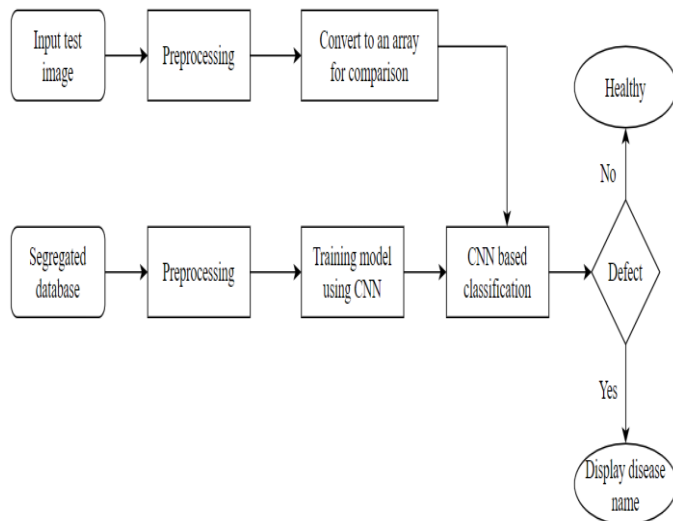 Input test
image
Preprocessing
Convert to an array
for comparison
Healthy
No
Segregated
database
Preprocessing
Training model
using CNN
CNN based
classification
Defect
Yes
Display disease
name